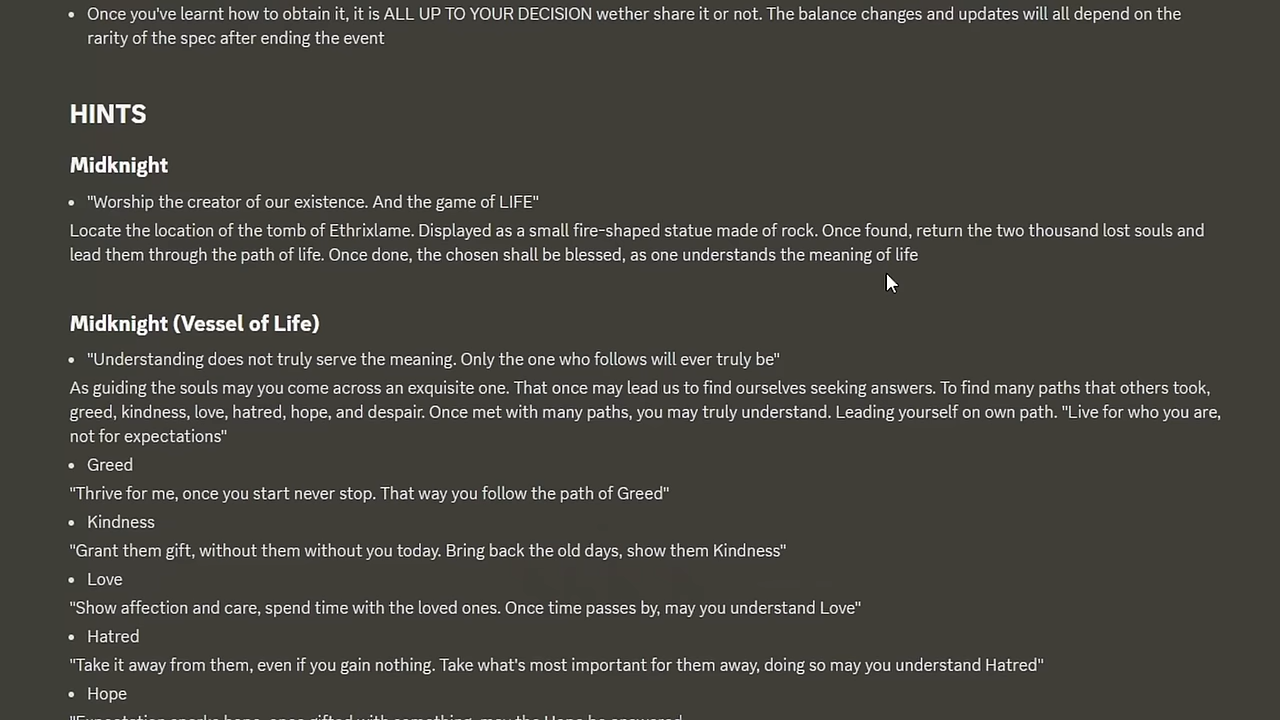 • Once you've learnt how to obtain it, it is ALL UP TO YOUR DECISION wether share it or not. The balance changes and updates will all depend on the
rarity of the spec after ending the event
HINTS
Midknight
• "Worship the creator of our existence. And the game of LIFE"
Locate the location of the tomb of Ethrixlame. Displayed as a small fire-shaped statue made of rock. Once found, return the two thousand lost souls and
lead them through the path of life. Once done, the chosen shall be blessed, as one understands the meaning of life
Midknight (Vessel of Life)
• "Understanding does not truly serve the meaning. Only the one who follows will ever truly be"
As guiding the souls may you come across an exquisite one. That once may lead us to find ourselves seeking answers. To find many paths that others took,
greed, kindness, love, hatred, hope, and despair. Once met with many paths, you may truly understand. Leading yourself on own path. "Live for who you are,
not for expectations"
• Greed
"Thrive for me, once you start never stop. That way you follow the path of Greed"
• Kindness
"Grant them gift, without them without you today. Bring back the old days, show them Kindness"
• Love
"Show affection and care, spend time with the loved ones. Once time passes by, may you understand Love"
• Hatred
"Take it away from them, even if you gain nothing. Take what's most important for them away, doing so may you understand Hatred"
• Hope
"Expectation sparks hope, once gifted with something, may the Hope be answered